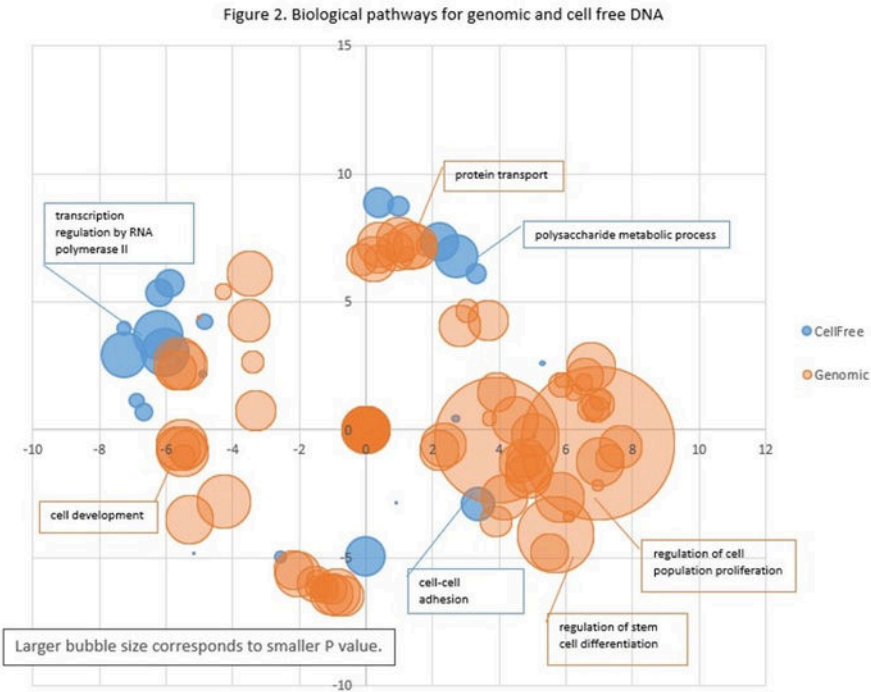 Figure 2. Biological pathways for genomic and cell free DNA
15
10
protein transport
transcription
regulation by RNA
polymerase II
polysaccharide metabolic process
5
CellFree
Genomic
0
-10
-8
-6
-4
-2
0
2
4
6
8
10
12
cell development
-5
regulation of cell
population proliferation
cell-cell
adhesion
regulation of stem
cell differentiation
Larger bubble size corresponds to smaller P value.
-10